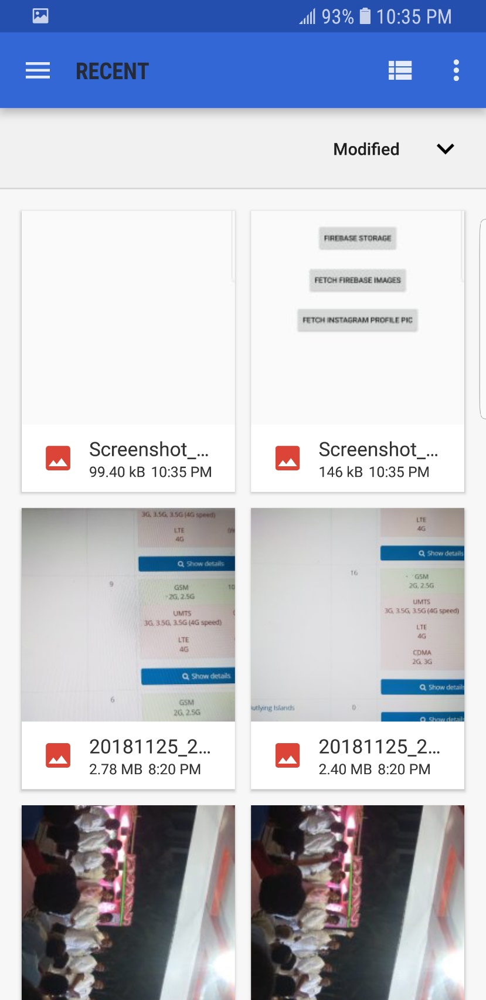 93% 10:35 PM
RECENT
Modified
FIREBASE STORAGE
FETCH FIREBASE IMAGES
FETCH INSTAGRAM PROFILE PIC
Screenshot_...
99.40 kB 10:35 PM
Screenshot_...
146 kB 10:35 PM
3G, 3.5G, 3.5G (4G speed)
LTE
4G
Show details
9
GSM
2G, 2.5G
UMTS
3G, 3.5G, 3.5G (4G speed)
LTE
4G
Show details
6
GSM
2G, 2.5G
LTE
4G
Show details
16
GSM
2G, 2.5G
UMTS
3G, 3.5G, 3.5G (4G speed)
LTE
4G
CDMA
2G, 3G
Show detail
utlying Islands
0
Show detail
20181125_2...
2.78 MB 8:20 PM
20181125_2...
2.40 MB 8:20 PM